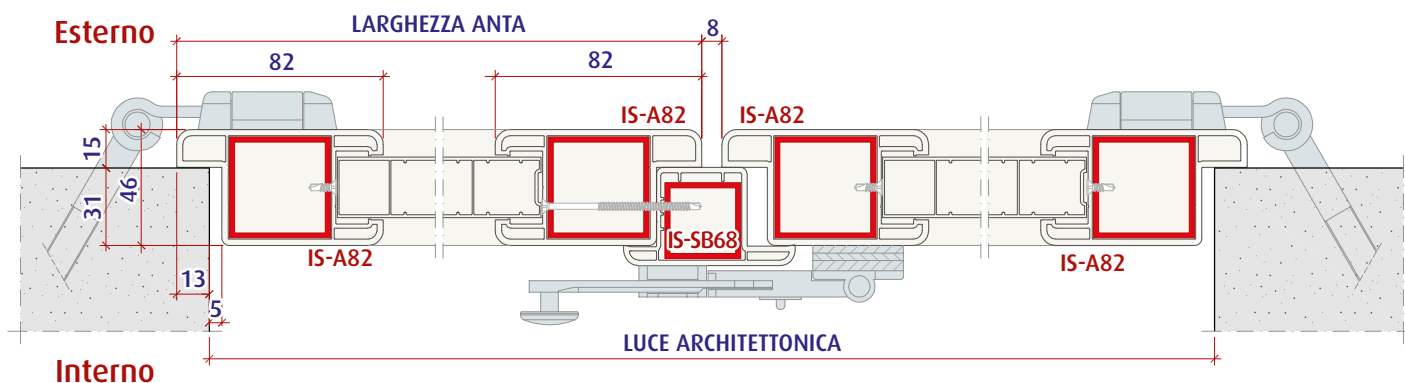 Esterno
LARGHEZZA ANTA
8
82
82
IS-A82
IS-A82
15
31
46
IS-SB68
IS-A82
IS-A82
13
5
LUCE ARCHITETTONICA
Interno